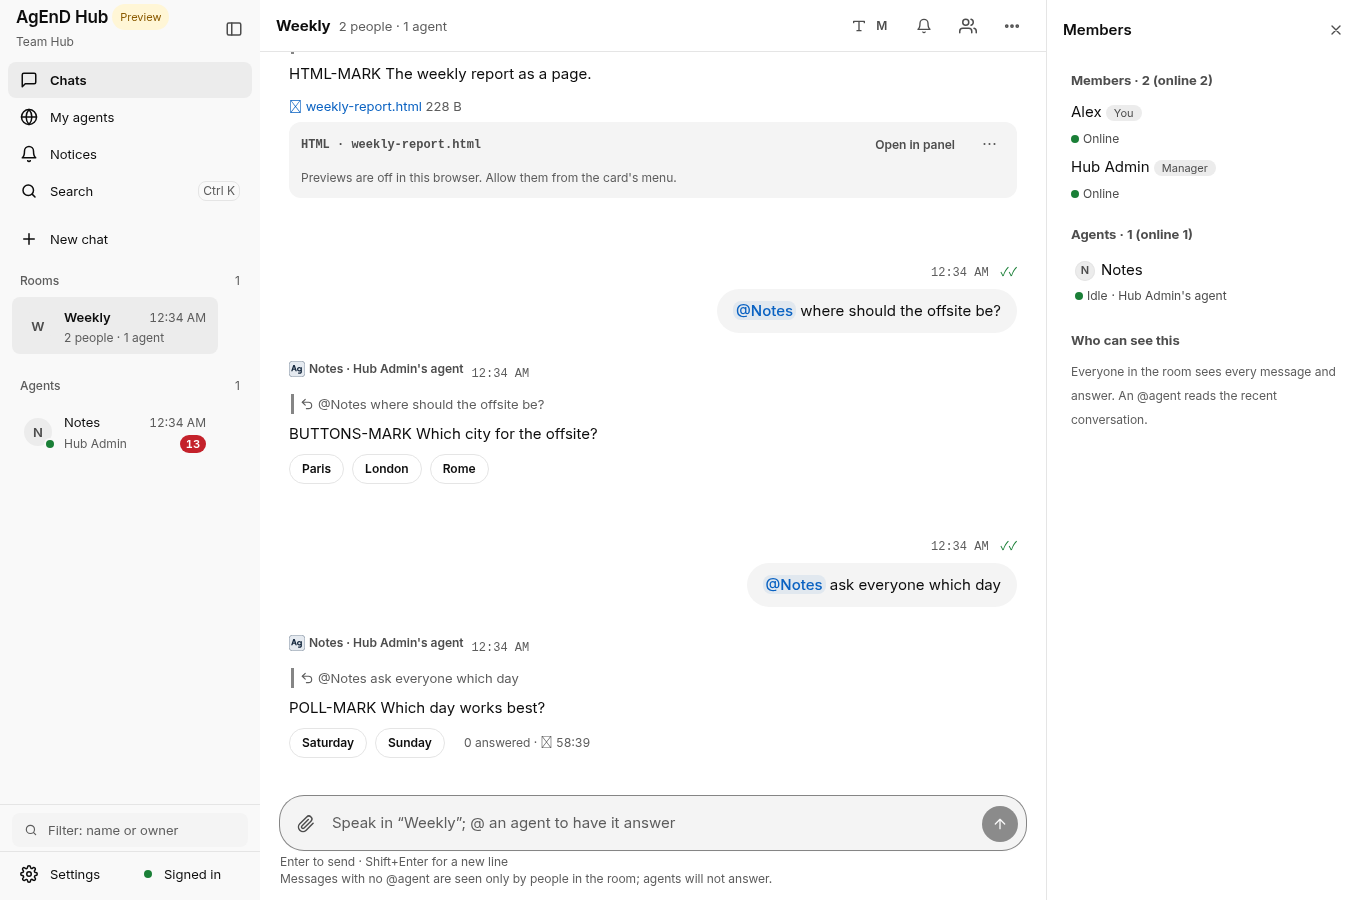 AgEnD Hub Preview
Team Hub
Chats
My agents
Notices
Search Ctrl K
New chat
Rooms 1
W Weekly 12:34 AM
2 people · 1 agent
Agents 1
N Notes 12:34 AM
Hub Admin 13
Filter: name or owner
Settings Signed in
Weekly 2 people · 1 agent
T M
HTML-MARK The weekly report as a page.
weekly-report.html 228 B
HTML · weekly-report.html Open in panel ···
Previews are off in this browser. Allow them from the card's menu.
12:34 AM ✓✓
@Notes where should the offsite be?
Ag Notes · Hub Admin's agent 12:34 AM
@Notes where should the offsite be?
BUTTONS-MARK Which city for the offsite?
Paris London Rome
12:34 AM ✓✓
@Notes ask everyone which day
Ag Notes · Hub Admin's agent 12:34 AM
@Notes ask everyone which day
POLL-MARK Which day works best?
Saturday Sunday 0 answered · 58:39
Speak in “Weekly”; @ an agent to have it answer
Enter to send · Shift+Enter for a new line
Messages with no @agent are seen only by people in the room; agents will not answer.
Members
Members · 2 (online 2)
Alex You
Online
Hub Admin Manager
Online
Agents · 1 (online 1)
N Notes
Idle · Hub Admin's agent
Who can see this
Everyone in the room sees every message and
answer. An @agent reads the recent
conversation.